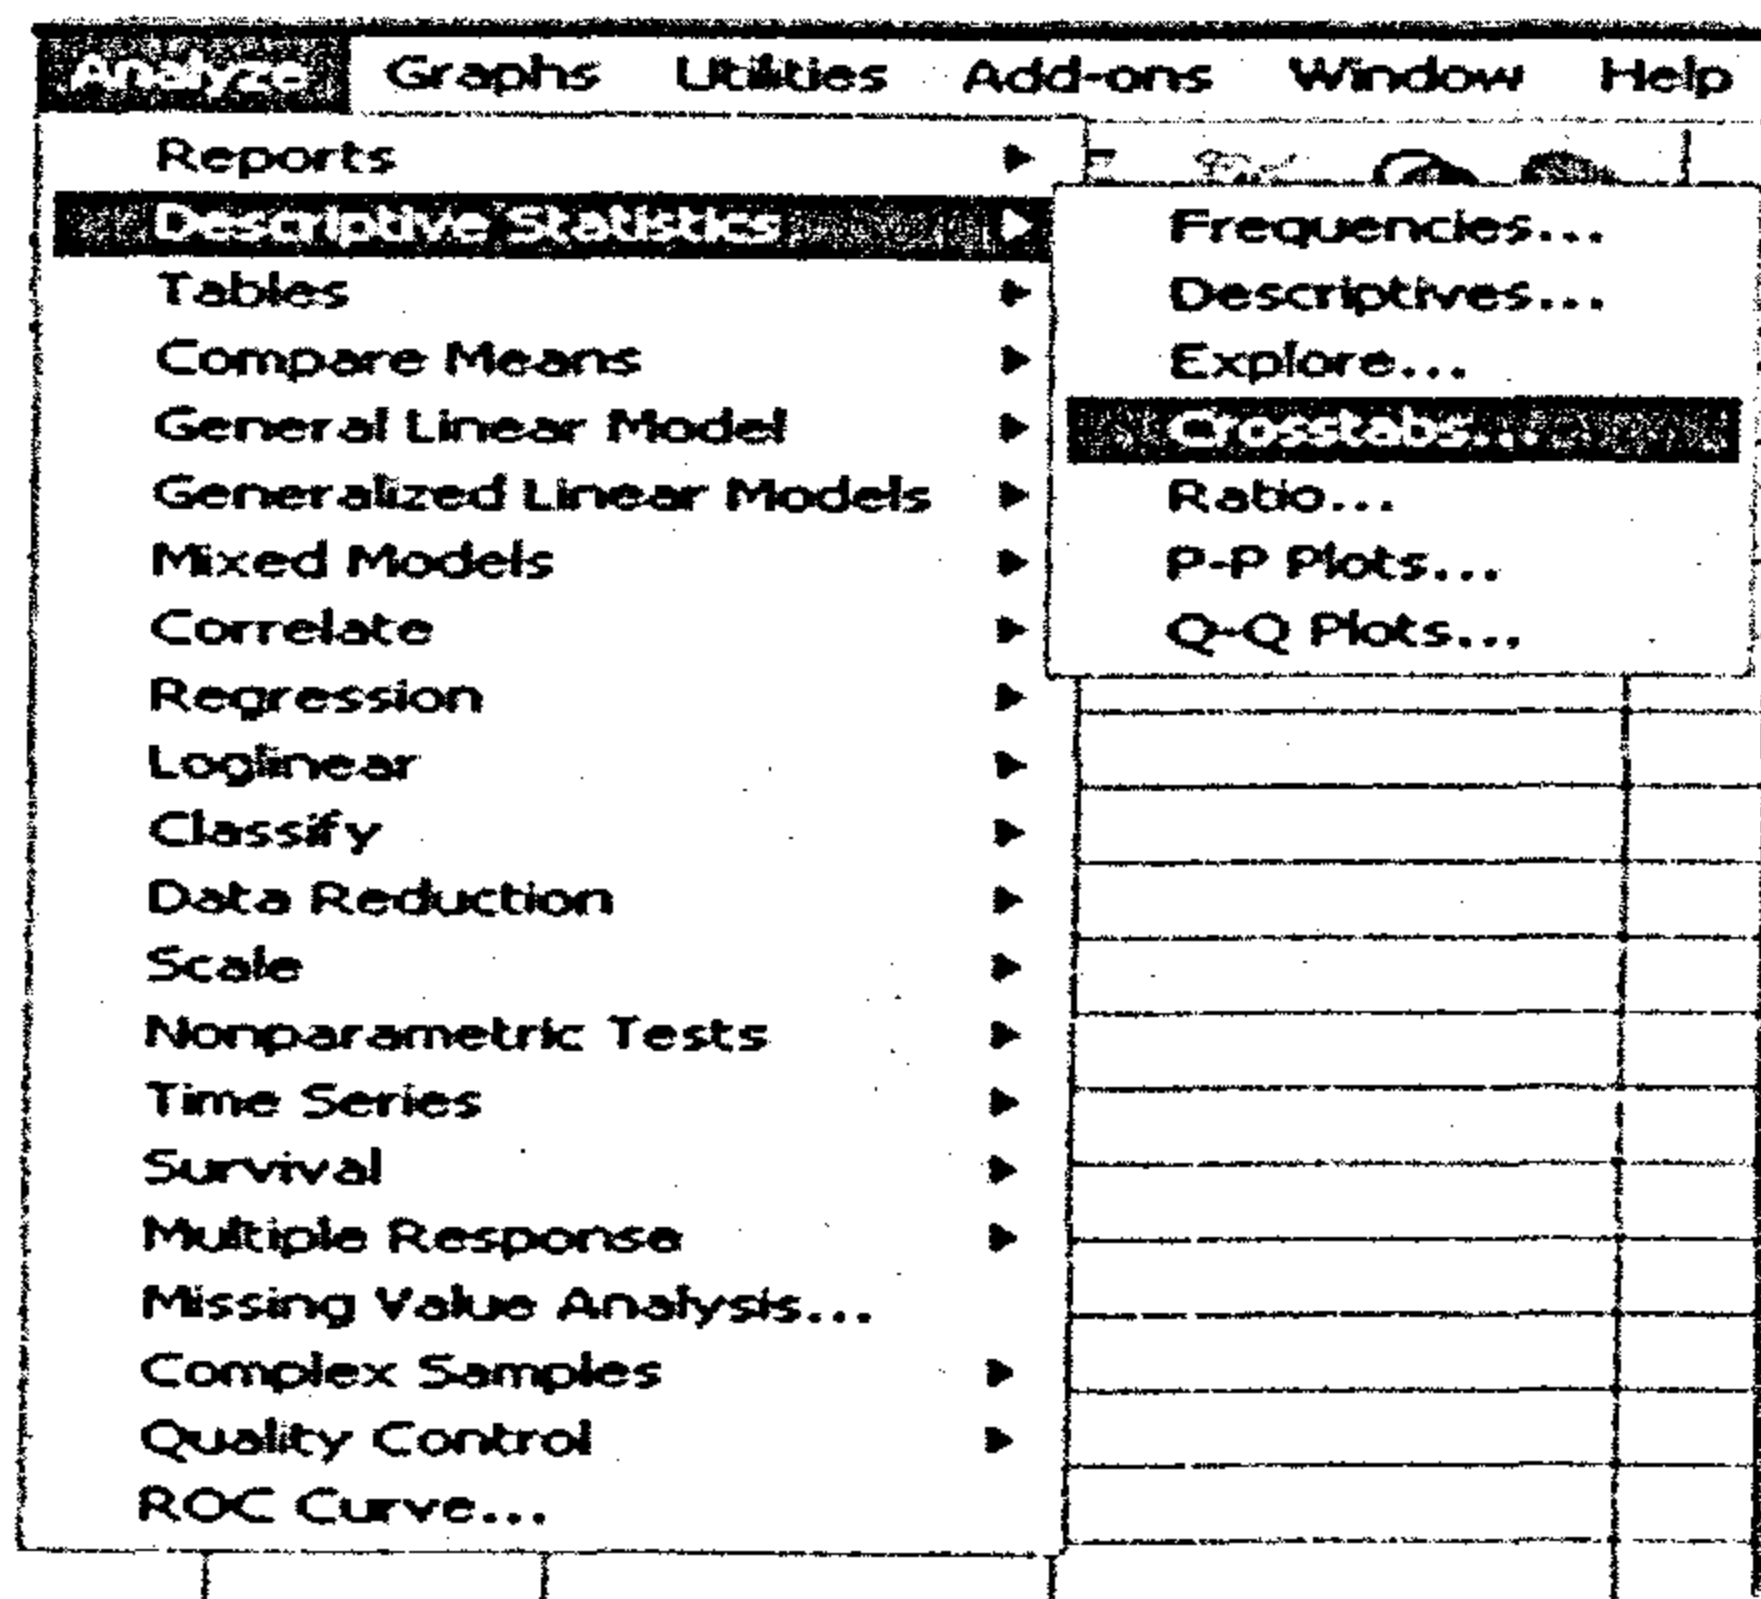 Analyze Graphs Utilities Add-ons Window Help
Reports
Descriptive Statistics
Tables
Compare Means
General Linear Model
Generalized Linear Models
Mixed Models
Correlate
Regression
Loglinear
Classify
Data Reduction
Scale
Nonparametric Tests
Time Series
Survival
Multiple Response
Missing Value Analysis...
Complex Samples
Quality Control
ROC Curve...
Frequencies...
Descriptives...
Explore...
Crosstabs...
Ratio...
P-P Plots...
Q-Q Plots...